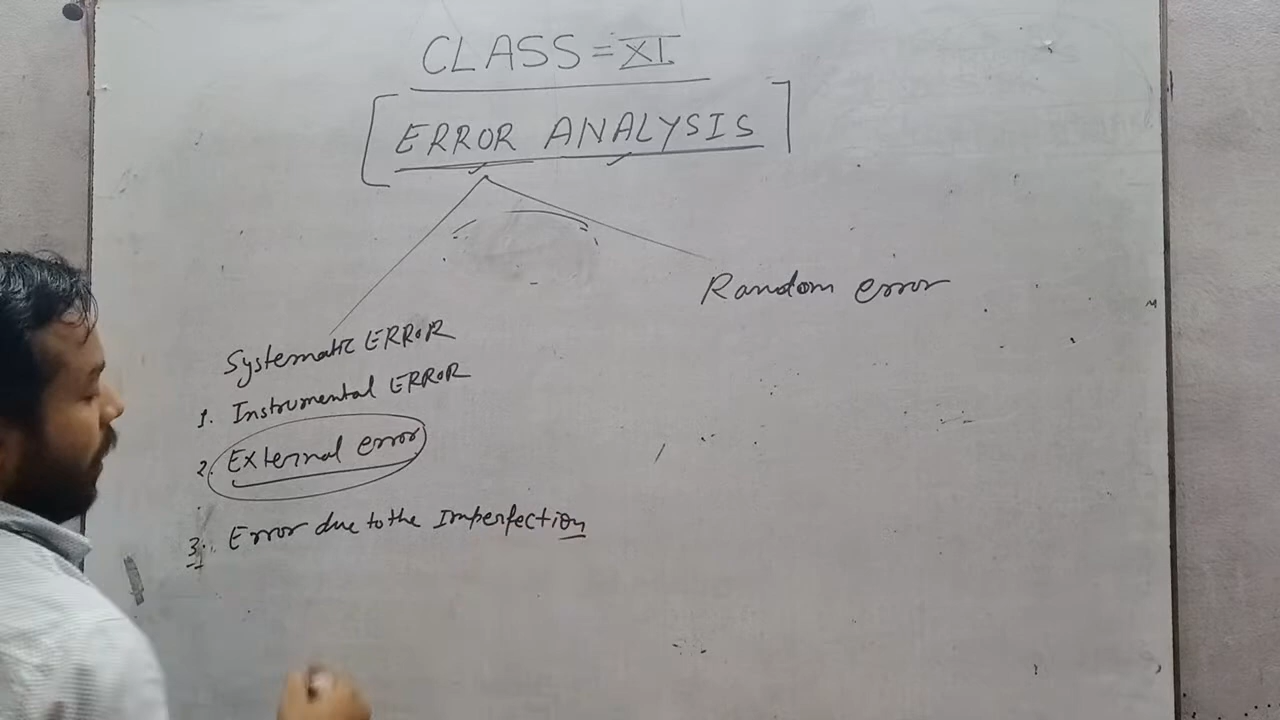 CLASS = XI
[ERROR ANALYSIS]
Random error
Systematic ERROR
1. Instrumental ERROR
2. External error
3. Error due to the Imperfection